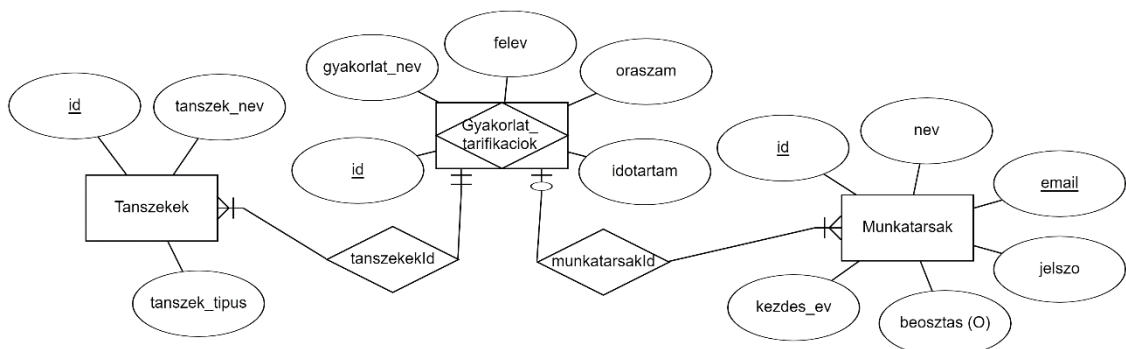 felev
gyakorlat_nev
oraszam
id
tanszek_nev
Gyakorlat_
tarifikaciok
id
idotartam
id
nev
email
Tanszekek
Munkatarsak
tanszekekId
munkatarsakId
jelszo
tanszek_tipus
kezdes_ev
beosztas (O)